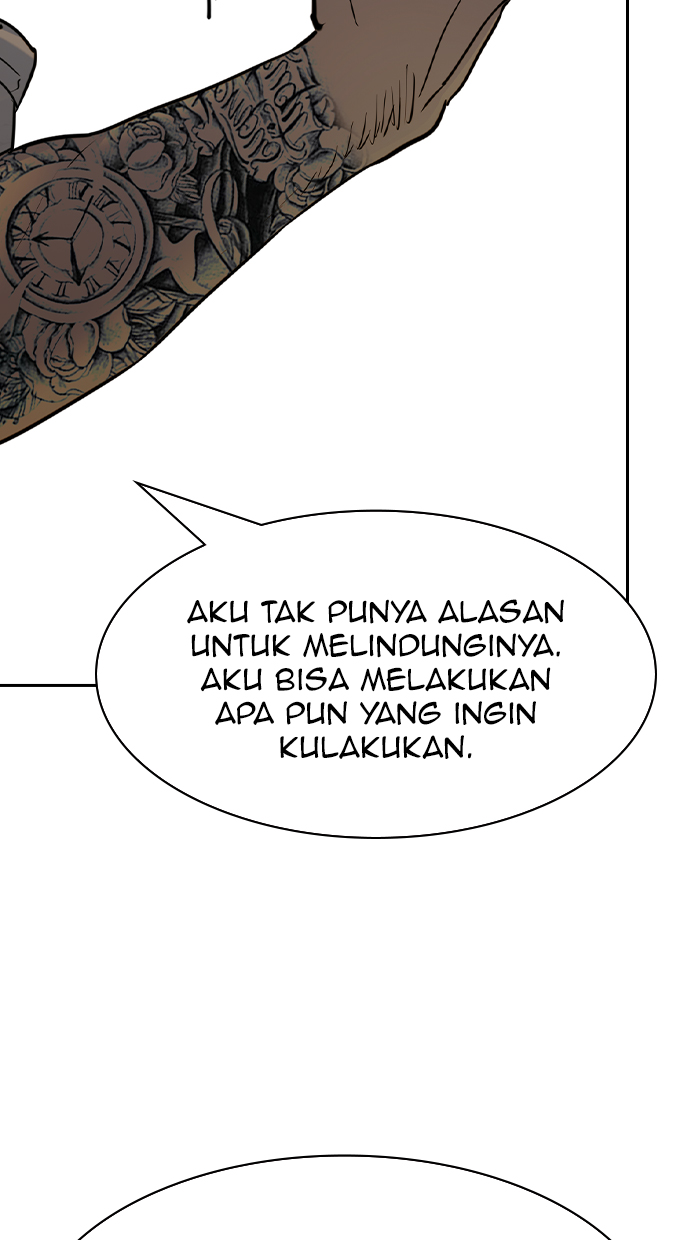 AKU TAK PUNYA ALASAN
UNTUK MELINDUNGINYA.
AKU BISA MELAKUKAN
APA PUN YANG INGIN
KULAKUKAN.